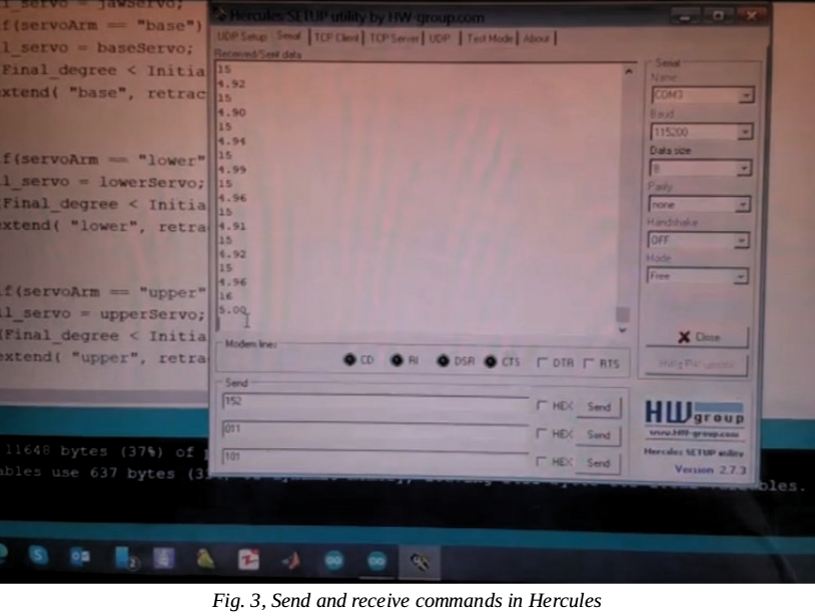 l_servo = jawServo;
if(servoArm == "base")
l_servo = baseServo;
Final_degree < Initia
xtend( "base", retrac
if(servoArm == "lower"
l_servo = lowerServo;
Final_degree < Initia
extend( "lower", retra
if(servoArm == "upper"
l_servo = upperServo;
(Final_degree < Initia
extend( "upper", retra
11648 bytes (37%) of
ables use 637 bytes (3
bles.
Hercules SETUP utility by HW-group.com
UDP Setup Serial TCP Client TCP Server UDP Test Mode About
Received/Sent data
15
4.92
15
4.90
15
4.94
15
4.99
15
4.96
15
4.91
15
4.92
15
4.96
16
5.00
Serial
Name
COM3
Baud
115200
Data size
8
Parity
none
Handshake
OFF
Mode
Free
Close
Modem lines
CD RI DSR CTS DTR RTS
Send
152 HEX Send
011 HEX Send
101 HEX Send
HW group
www.HW-group.com
Hercules SETUP utility
Version 2.7.3
Fig. 3, Send and receive commands in Hercules